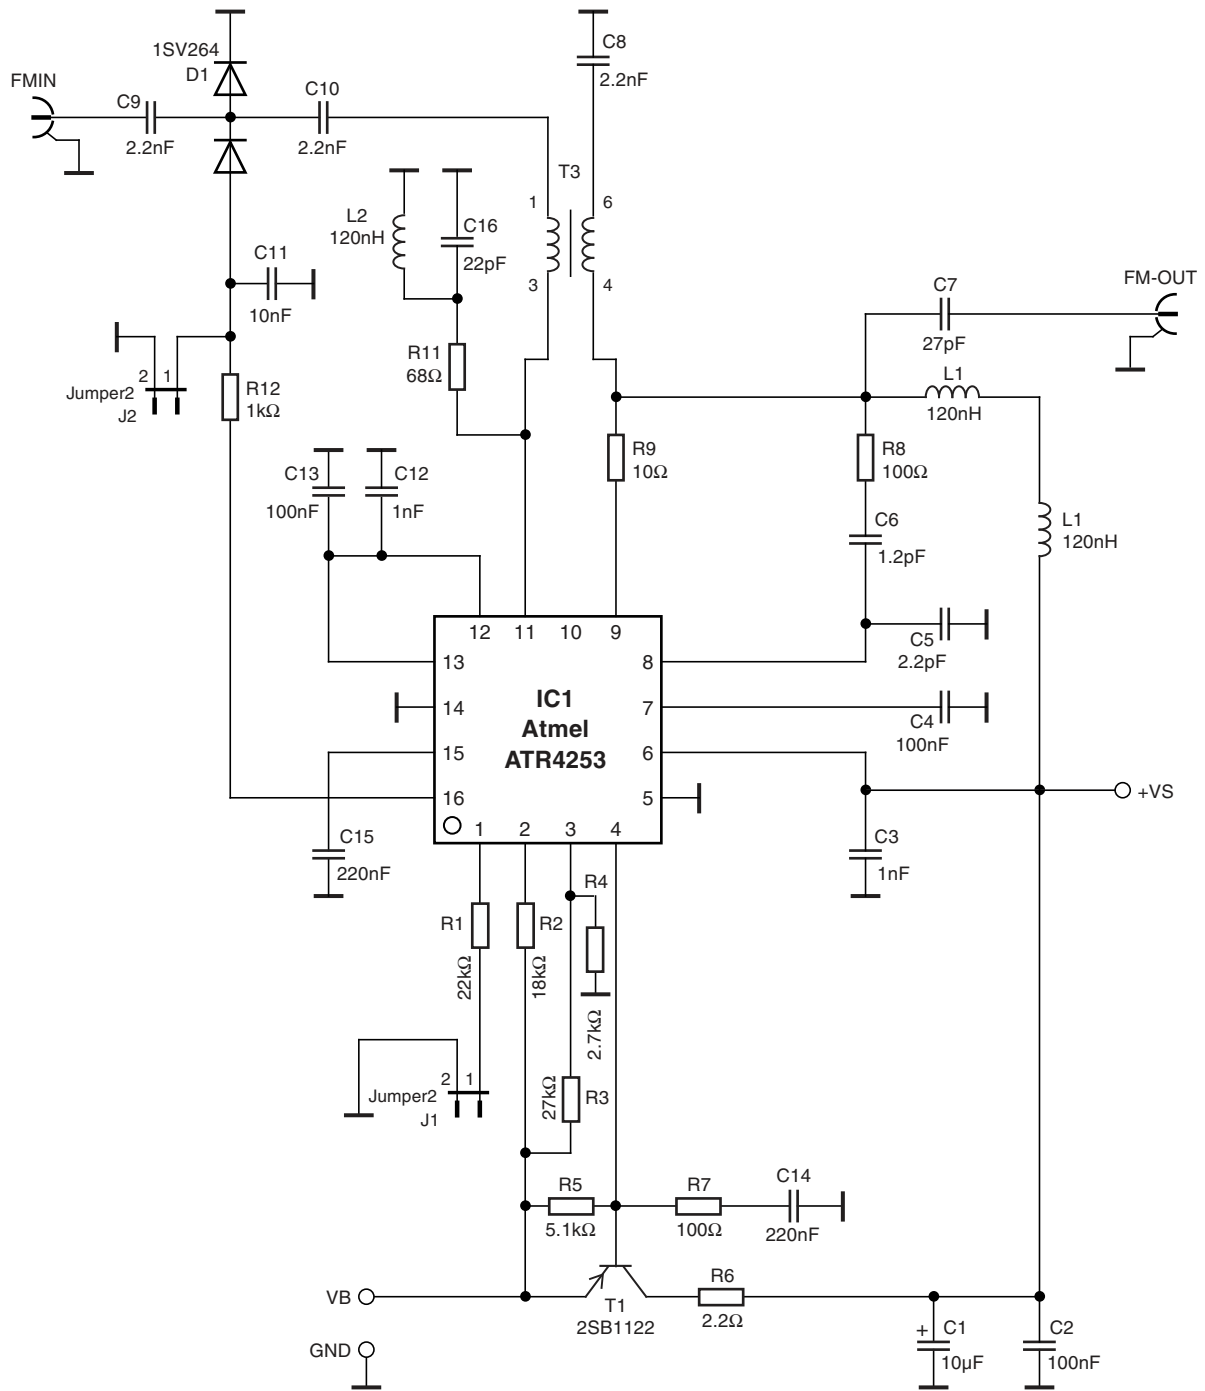 C8
2.2nF
1SV264
D1
FMIN
C9
2.2nF
C10
2.2nF
T3
1
6
3
4
L2
120nH
C16
22pF
C11
10nF
R11
68Ω
C7
27pF
FM-OUT
L1
120nH
2 1
Jumper2
J2
R12
1kΩ
C13
100nF
C12
1nF
R9
10Ω
R8
100Ω
C6
1.2pF
L1
120nH
12 11 10 9
13 8
14 7
15 6
16 5
1 2 3 4
IC1
Atmel
ATR4253
C5
2.2pF
C4
100nF
+VS
C3
1nF
C15
220nF
R1
22kΩ
R2
18kΩ
R4
2.7kΩ
27kΩ
R3
2 1
Jumper2
J1
R5
5.1kΩ
R7
100Ω
C14
220nF
VB
T1
2SB1122
R6
2.2Ω
GND
+
C1
10µF
C2
100nF